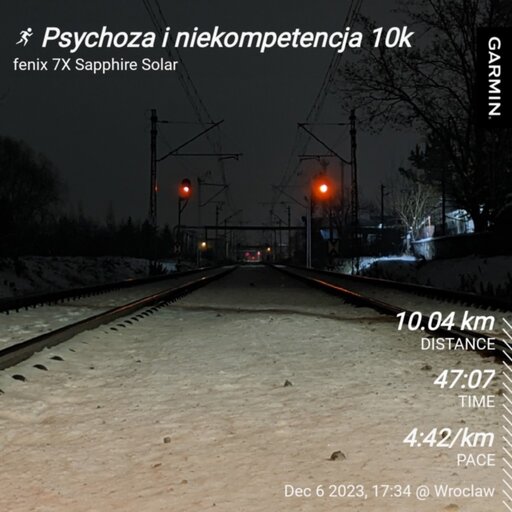 Psychoza i niekompetencja 10k
fenix 7X Sapphire Solar
GARMIN.
10.04 km
DISTANCE
47:07
TIME
4:42/km
PACE
Dec 6 2023, 17:34 @ Wroclaw